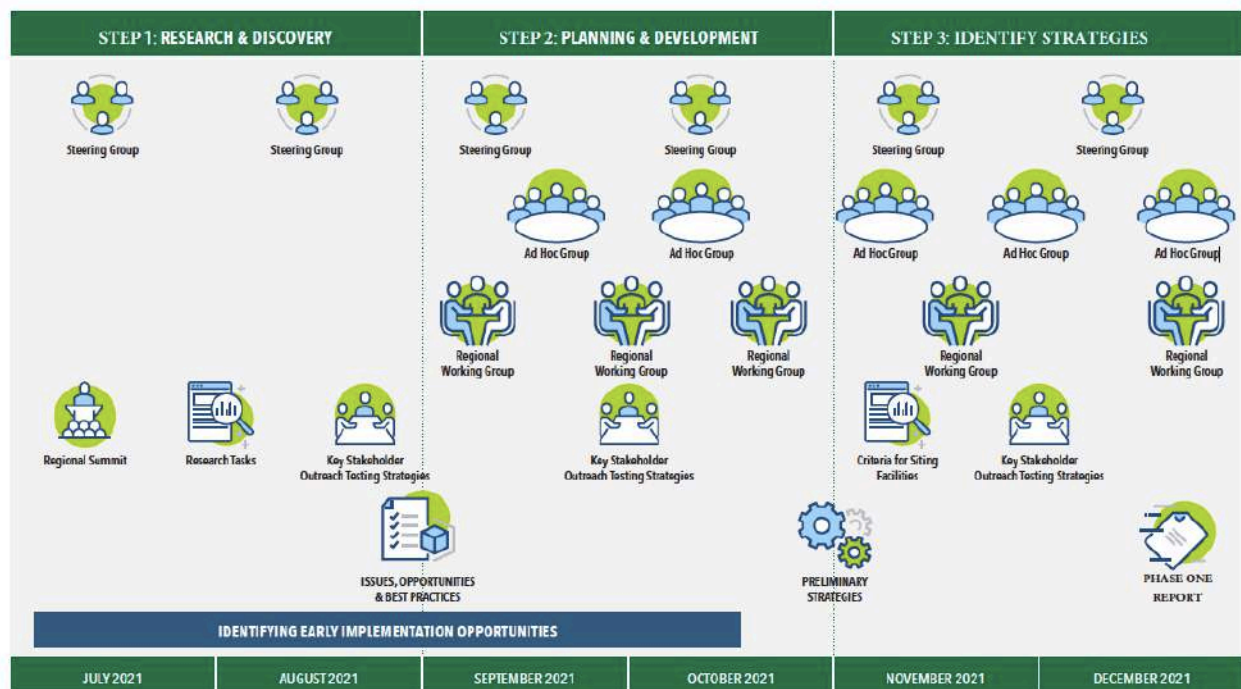 STEP 1: RESEARCH & DISCOVERY
STEP 2: PLANNING & DEVELOPMENT
STEP 3: IDENTIFY STRATEGIES
Steering Group
Steering Group
Steering Group
Steering Group
Steering Group
Steering Group
Ad Hoc Group
Ad Hoc Group
Ad Hoc Group
Ad Hoc Group
Ad Hoc Group
Regional
Working Group
Regional
Working Group
Regional
Working Group
Regional
Working Group
Regional
Working Group
Regional Summit
Research Tasks
Key Stakeholder
Outreach Testing Strategies
Key Stakeholder
Outreach Testing Strategies
Criteria for Siting
Facilities
Key Stakeholder
Outreach Testing Strategies
ISSUES, OPPORTUNITIES
& BEST PRACTICES
PRELIMINARY
STRATEGIES
PHASE ONE
REPORT
IDENTIFYING EARLY IMPLEMENTATION OPPORTUNITIES
JULY 2021
AUGUST 2021
SEPTEMBER 2021
OCTOBER 2021
NOVEMBER 2021
DECEMBER 2021